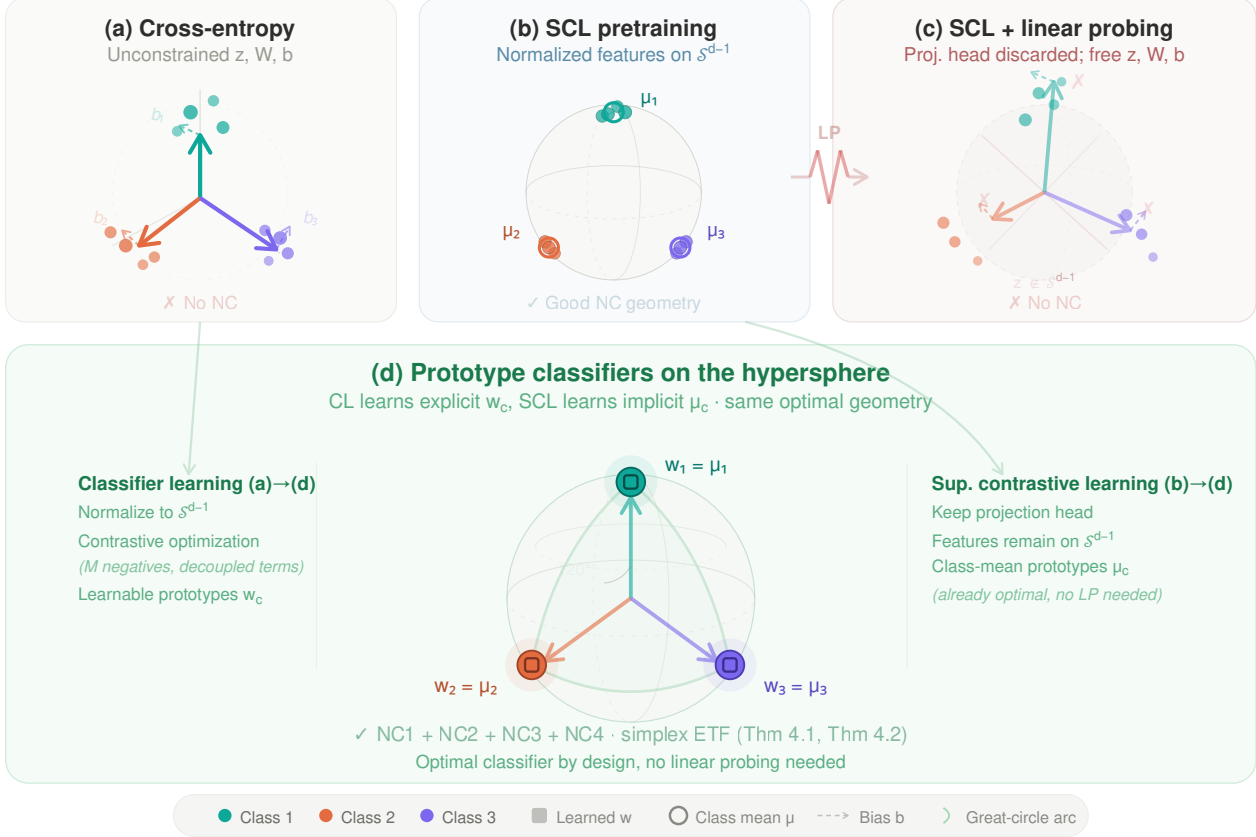 (a) Cross-entropy
Unconstrained z, W, b
b₁
b₂
b₃
✗ No NC
(b) SCL pretraining
Normalized features on 𝒮ᵈ⁻¹
μ₁
μ₂
μ₃
✓ Good NC geometry
LP
(c) SCL + linear probing
Proj. head discarded; free z, W, b
✗
✗
✗
z ∉ 𝒮ᵈ⁻¹
✗ No NC
(d) Prototype classifiers on the hypersphere
CL learns explicit w_c, SCL learns implicit μ_c · same optimal geometry
Classifier learning (a)→(d)
Normalize to 𝒮ᵈ⁻¹
Contrastive optimization
(M negatives, decoupled terms)
Learnable prototypes w_c
w₁ = μ₁
w₂ = μ₂
w₃ = μ₃
Sup. contrastive learning (b)→(d)
Keep projection head
Features remain on 𝒮ᵈ⁻¹
Class-mean prototypes μ_c
(already optimal, no LP needed)
✓ NC1 + NC2 + NC3 + NC4 · simplex ETF (Thm 4.1, Thm 4.2)
Optimal classifier by design, no linear probing needed
Class 1
Class 2
Class 3
Learned w
Class mean μ
Bias b
Great-circle arc